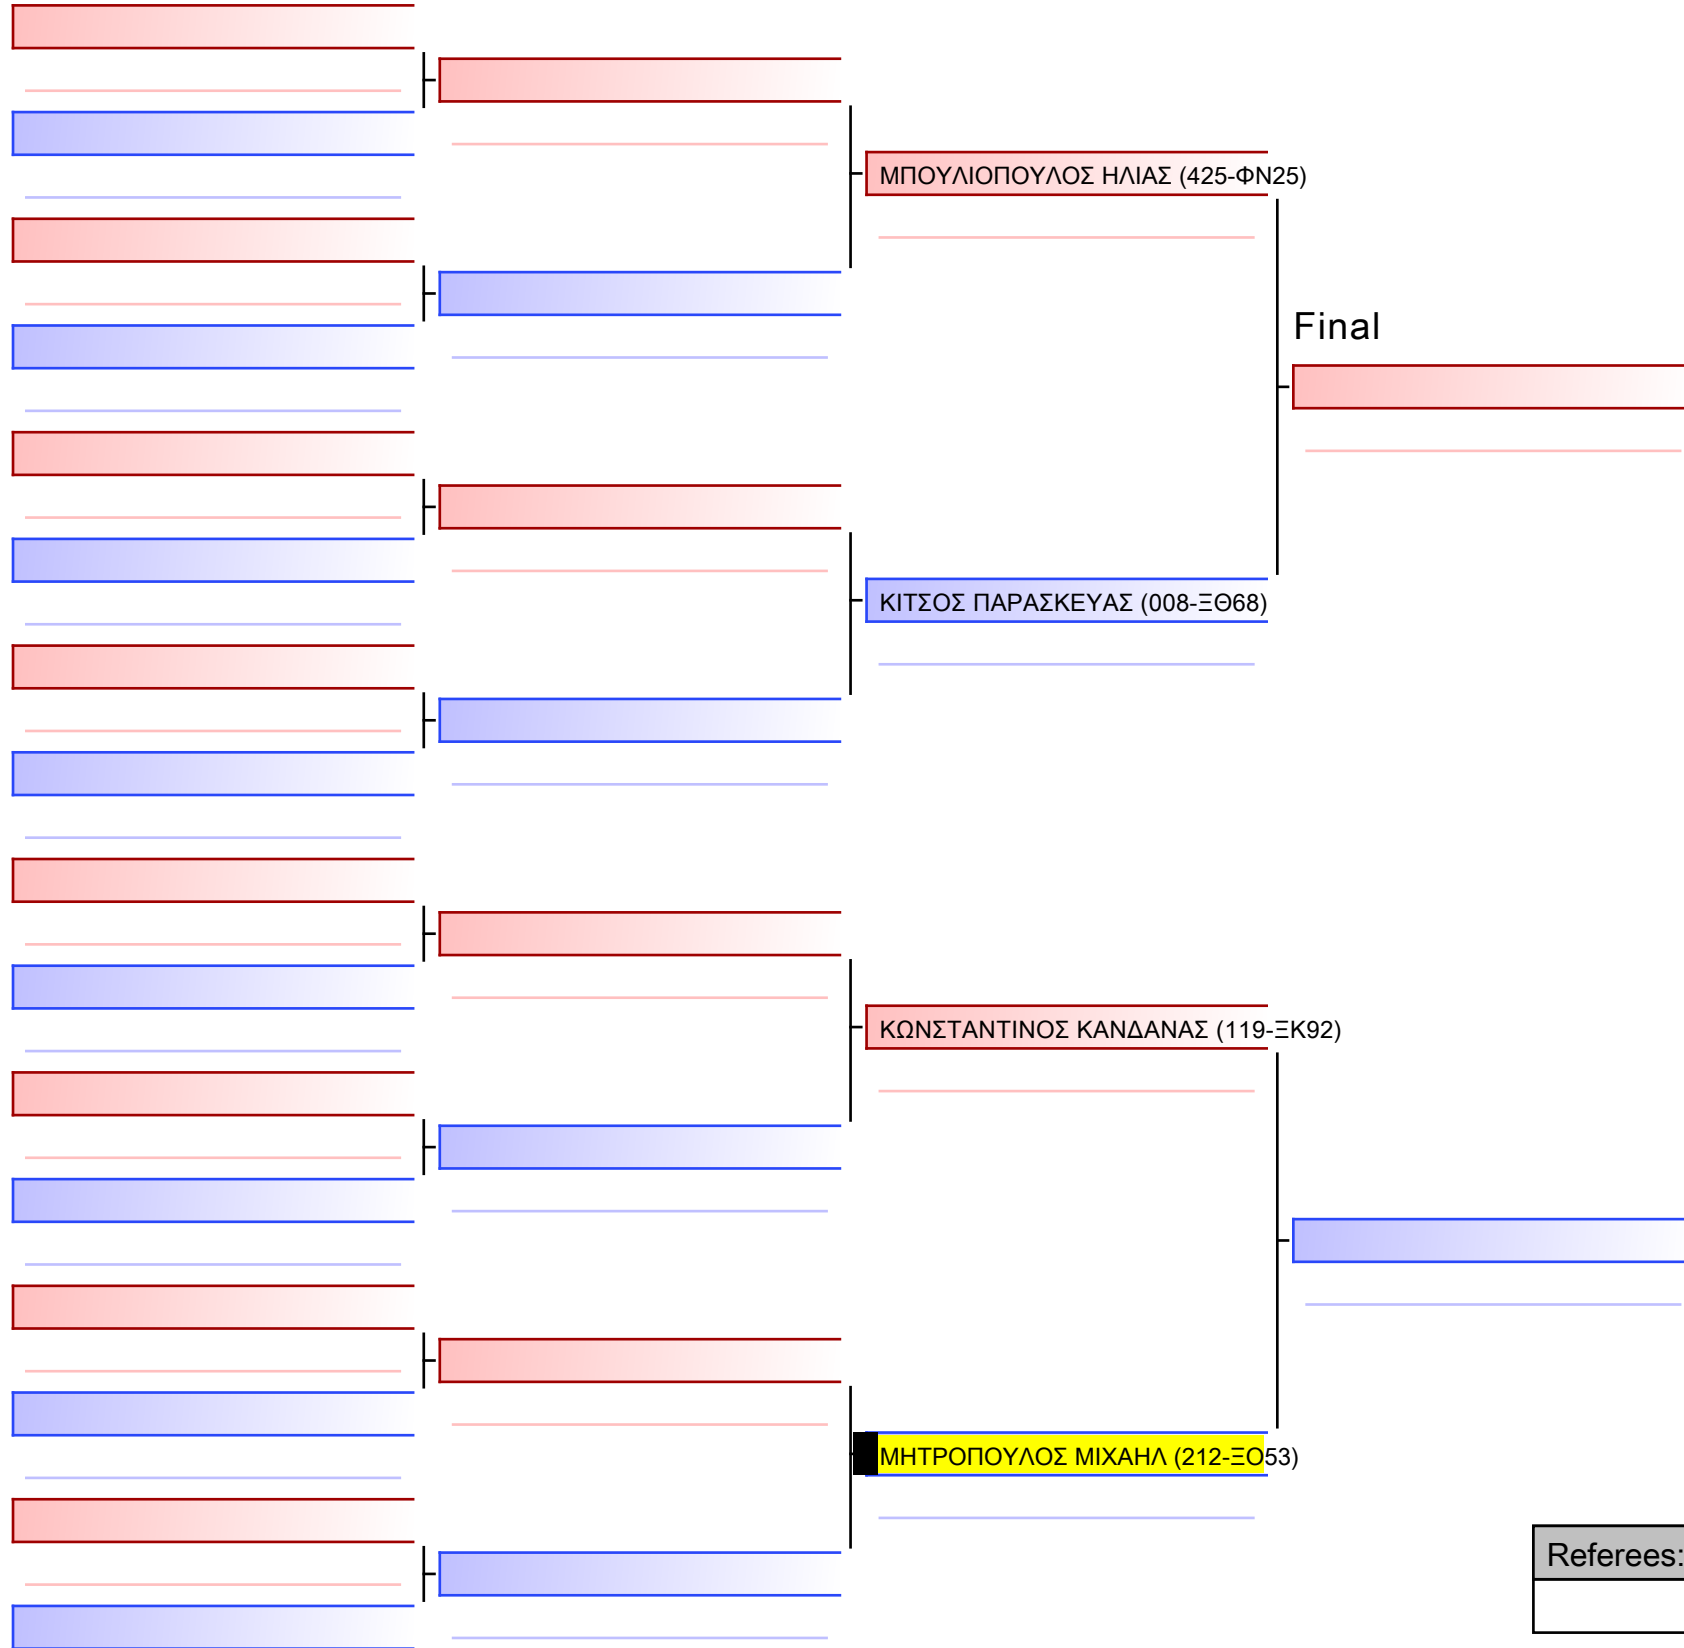 ΜΠΟΥΛΙΟΠΟΥΛΟΣ ΗΛΙΑΣ (425-ΦΝ25)
Final
ΚΙΤΣΟΣ ΠΑΡΑΣΚΕΥΑΣ (008-ΞΘ68)
ΚΩΝΣΤΑΝΤΙΝΟΣ ΚΑΝΔΑΝΑΣ (119-ΞΚ92)
ΜΗΤΡΟΠΟΥΛΟΣ ΜΙΧΑΗΛ (212-ΞΟ53)
Referees: